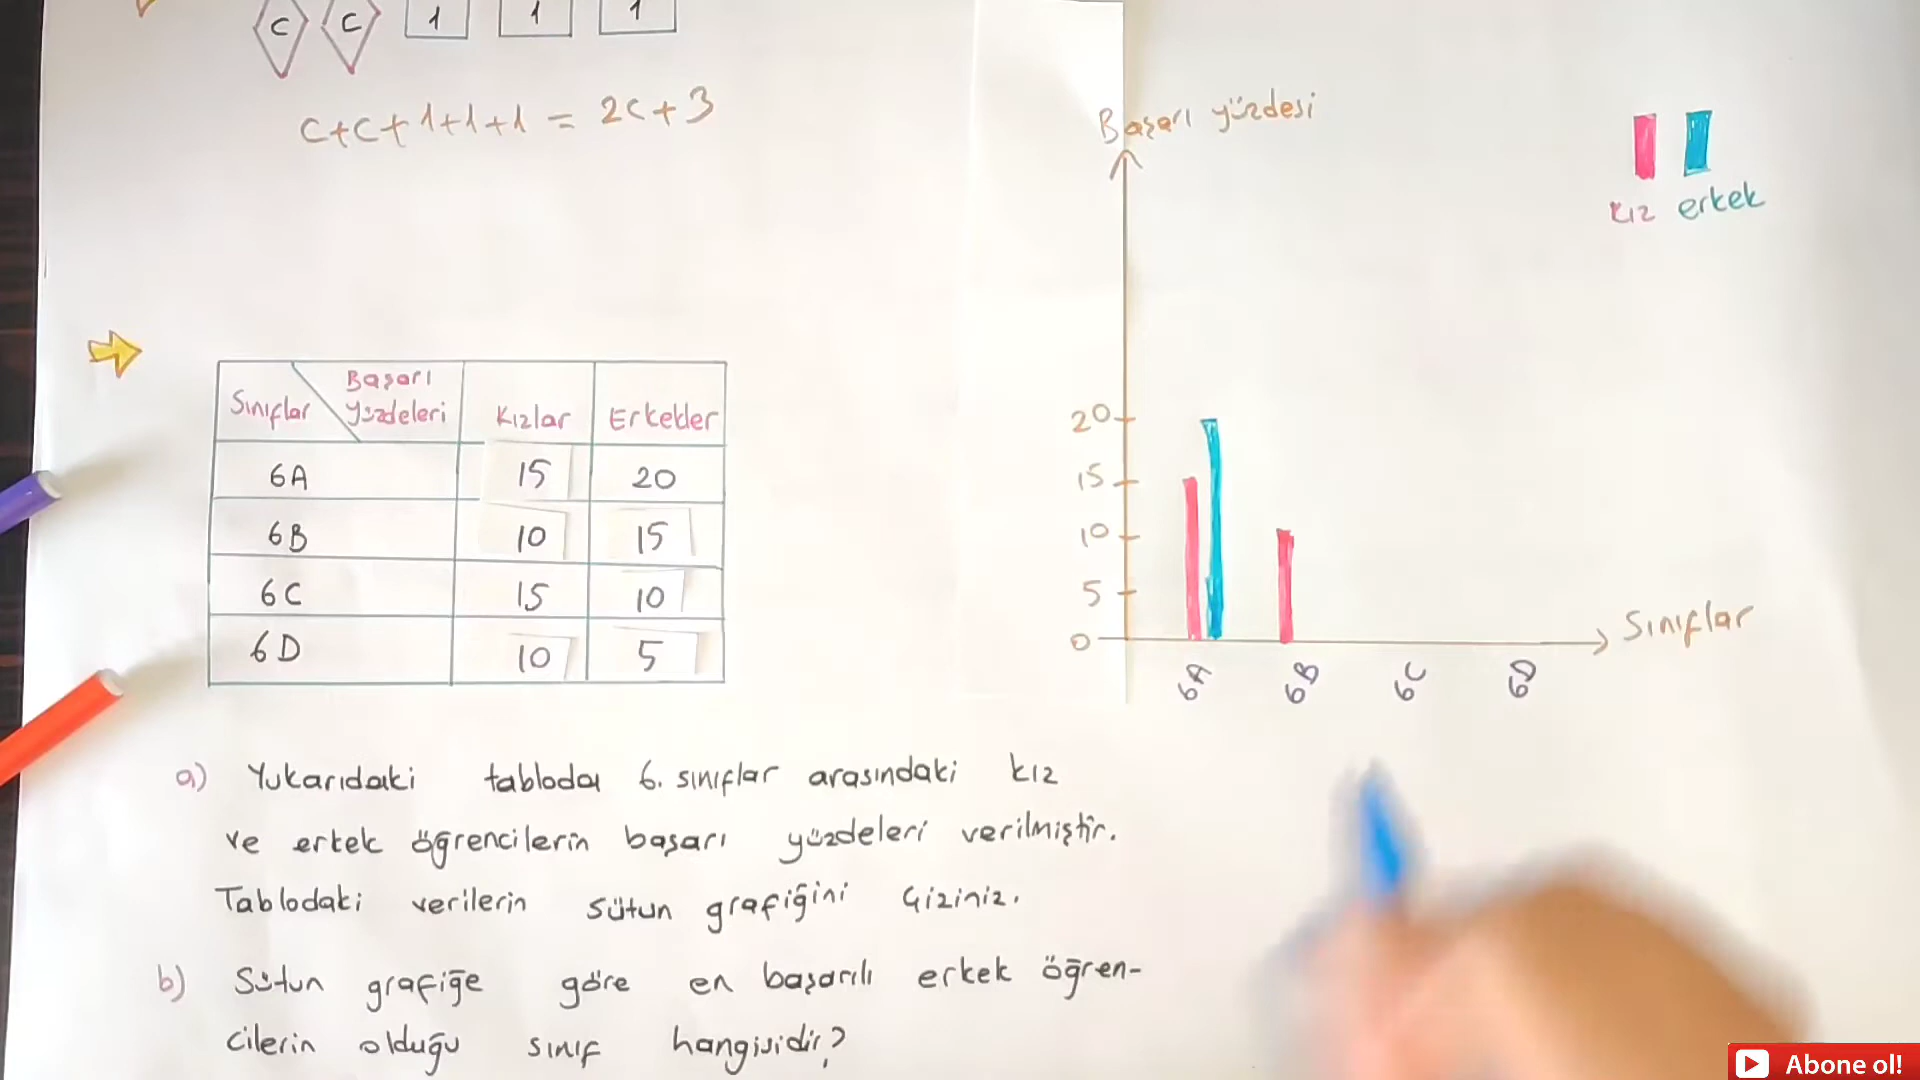 C C 1 1 1
C+C+1+1+1 = 2C+3
Sınıflar Başarı yüzdeleri Kızlar Erkekler
6A 15 20
6B 10 15
6C 15 10
6D 10 5
a) Yukarıdaki tabloda 6. sınıflar arasındaki kız
ve erkek öğrencilerin başarı yüzdeleri verilmiştir.
Tablodaki verilerin sütun grafiğini çiziniz.
b) Sütun grafiğe göre en başarılı erkek öğren-
cilerin olduğu sınıf hangisidir?
Başarı yüzdesi
kız erkek
20
15
10
5
0
Sınıflar
6A 6B 6C 6D
Abone ol!